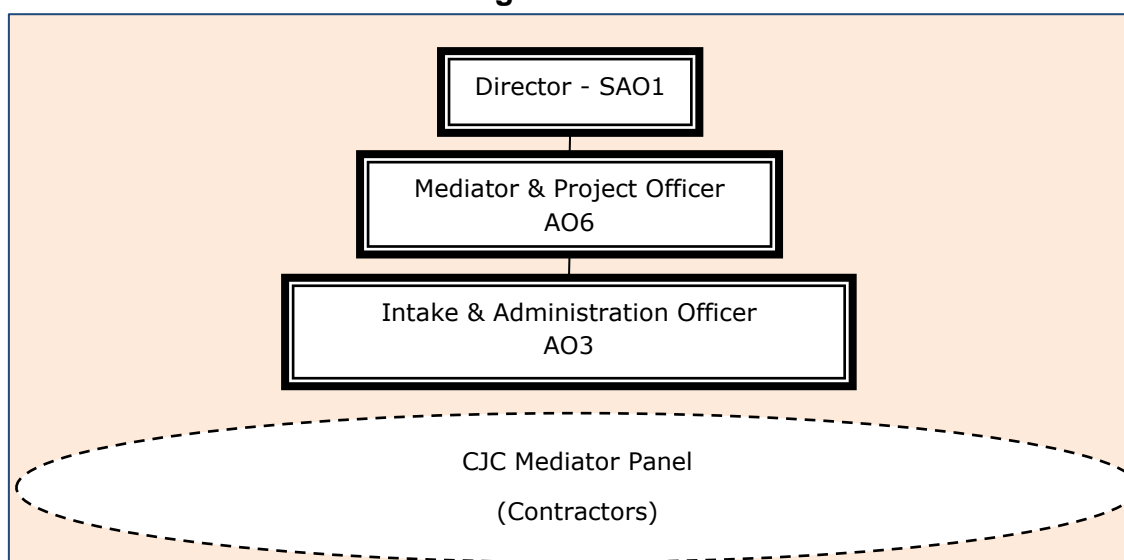 Director - SAO1
Mediator & Project Officer
AO6
Intake & Administration Officer
AO3
CJC Mediator Panel
(Contractors)